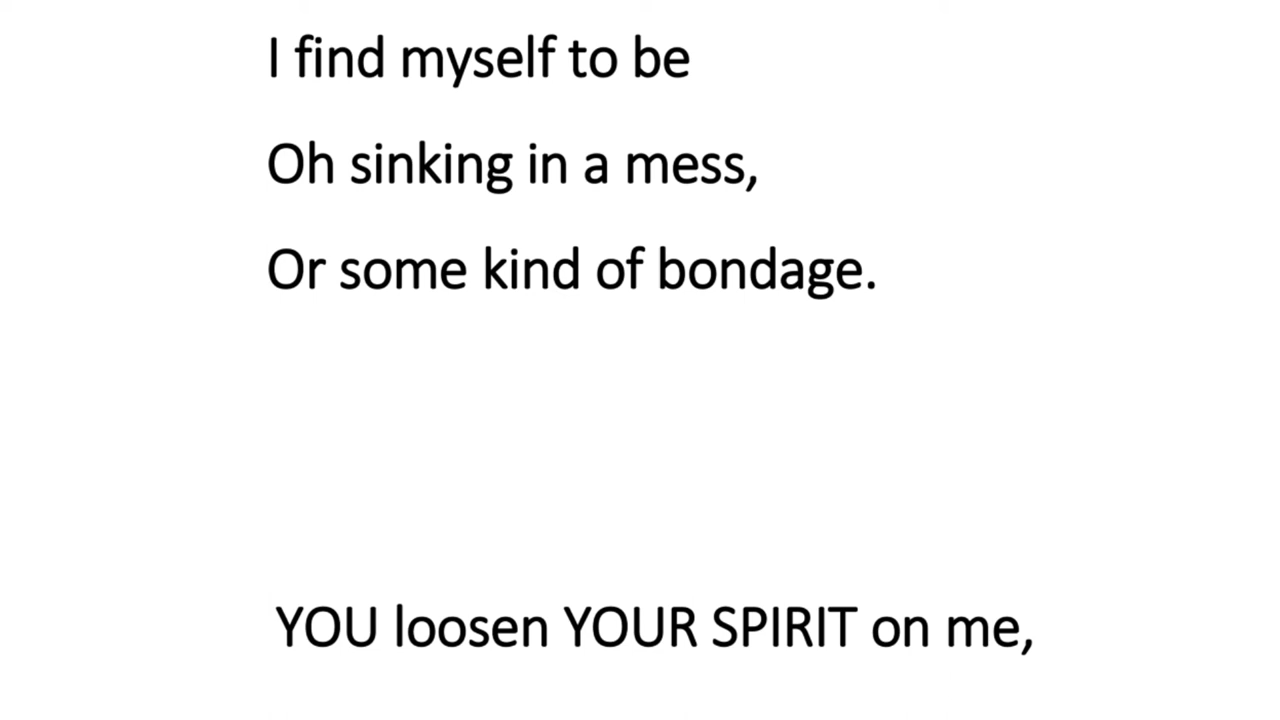 I find myself to be
Oh sinking in a mess,
Or some kind of bondage.
YOU loosen YOUR SPIRIT on me,